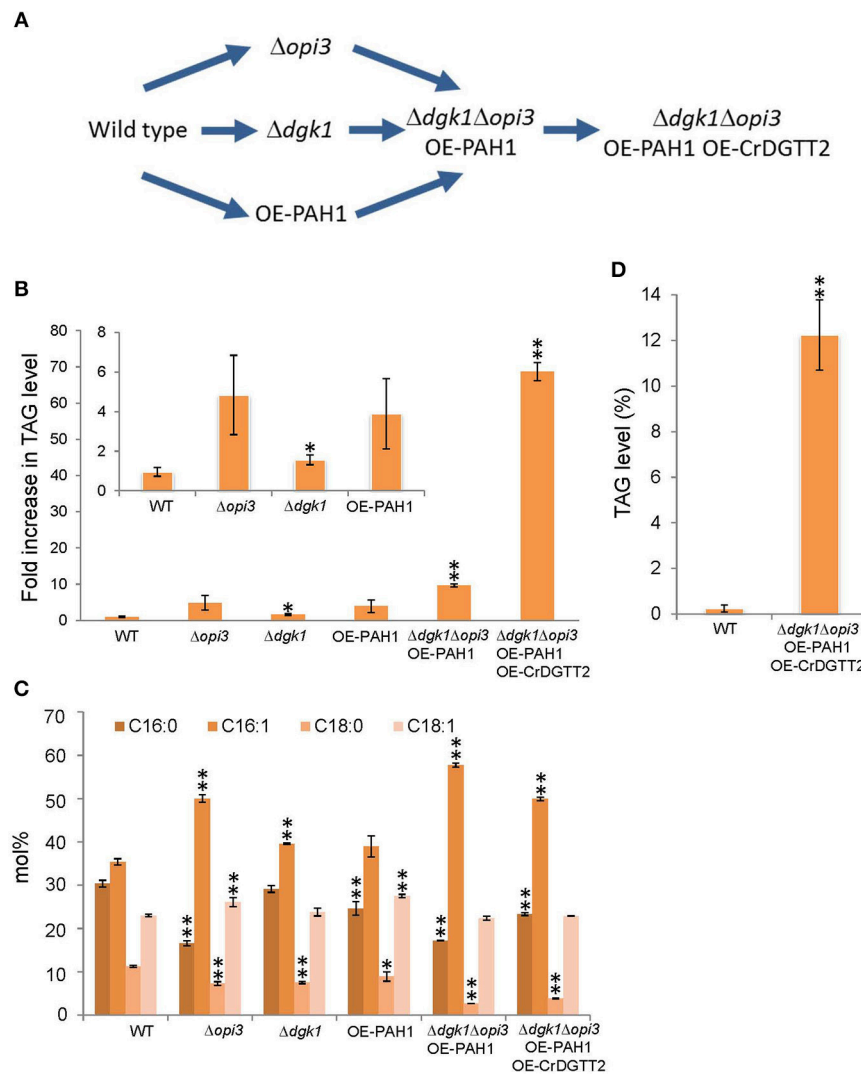 A
Δopi3
Wild type
Δdgk1
Δdgk1Δopi3
OE-PAH1
Δdgk1Δopi3
OE-PAH1 OE-CrDGTT2
OE-PAH1
B
Fold increase in TAG level
80
70
60
50
40
30
20
10
0
8
6
4
2
0
WT
Δopi3
*
Δdgk1
OE-PAH1
WT
Δopi3
*
Δdgk1
OE-PAH1
**
Δdgk1Δopi3
OE-PAH1
**
Δdgk1Δopi3
OE-PAH1
OE-CrDGTT2
D
TAG level (%)
14
12
10
8
6
4
2
0
WT
**
Δdgk1Δopi3
OE-PAH1
OE-CrDGTT2
C
mol%
70
60
50
40
30
20
10
0
C16:0 C16:1 C18:0 C18:1
** ** ** **
** **
** * **
** ** **
** ** **
WT
Δopi3
Δdgk1
OE-PAH1
Δdgk1Δopi3
OE-PAH1
Δdgk1Δopi3
OE-PAH1
OE-CrDGTT2